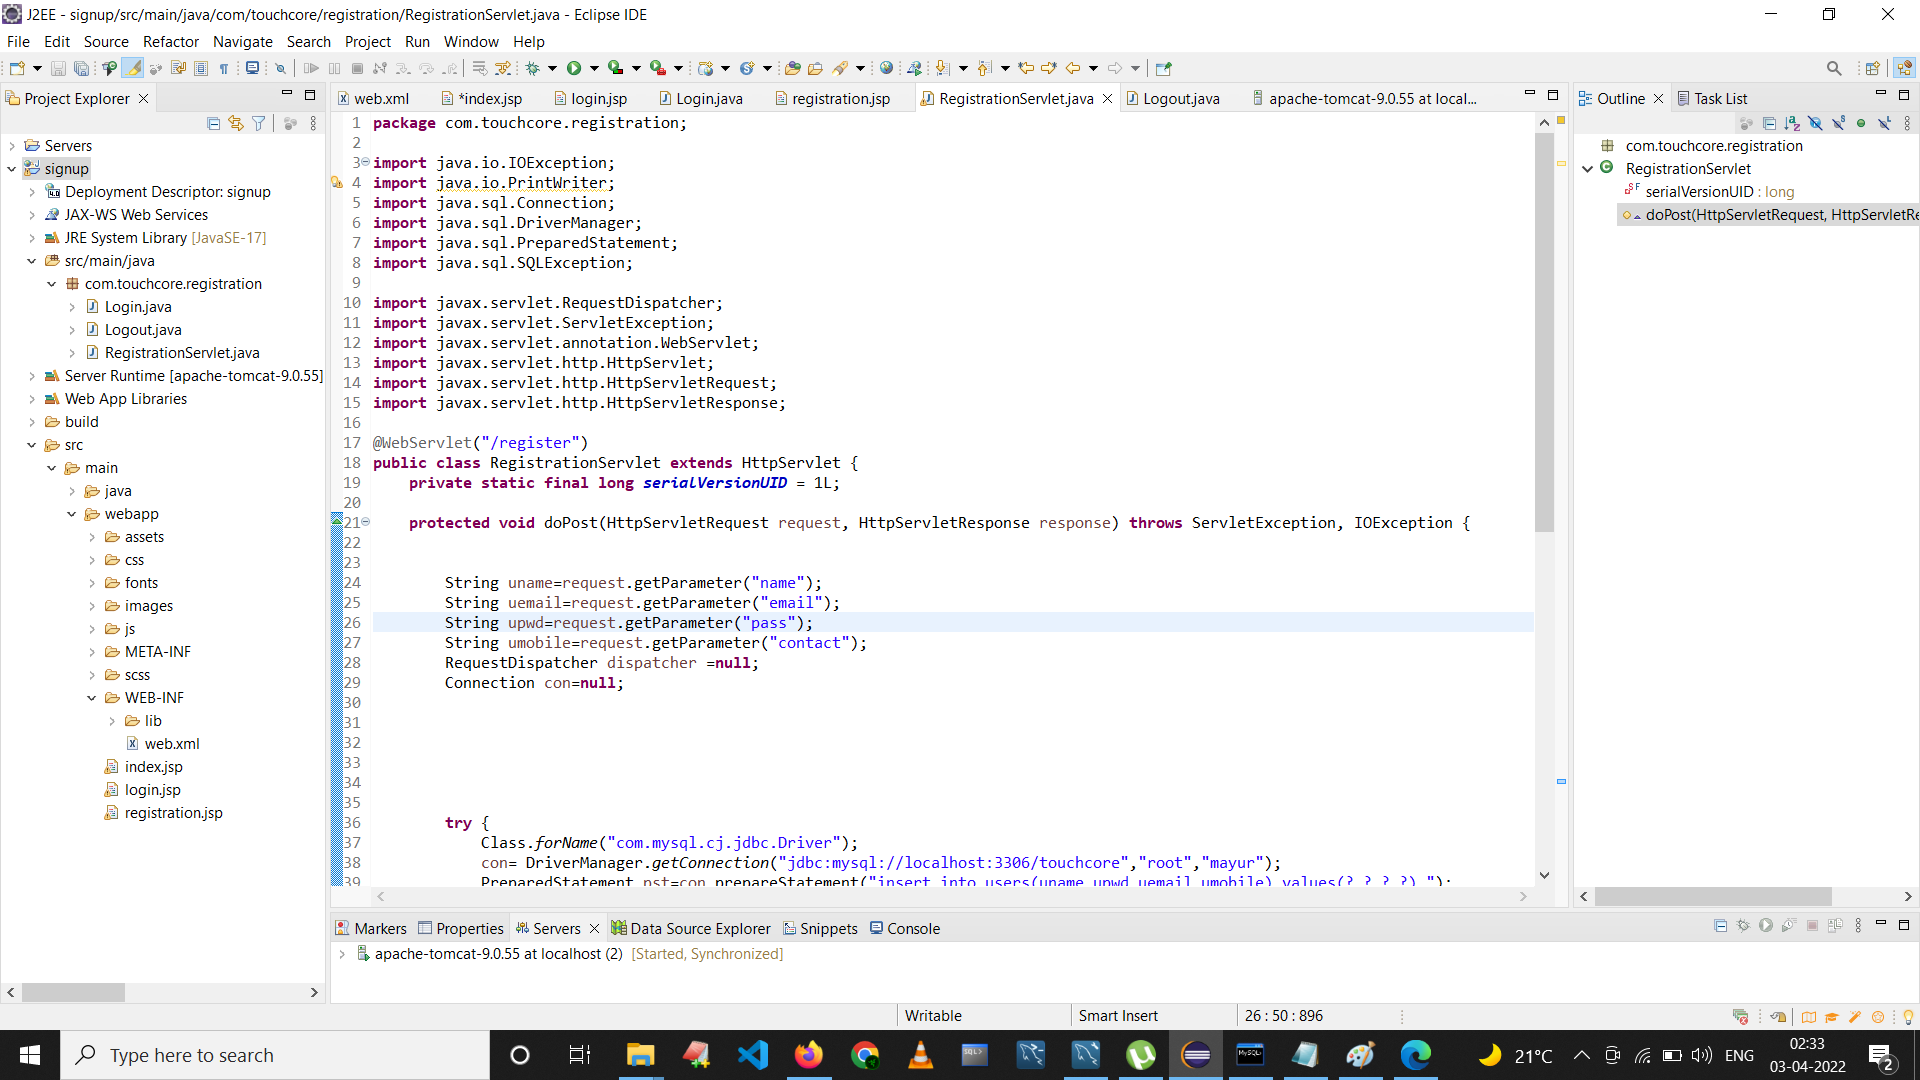 J2EE - signup/src/main/java/com/touchcore/registration/RegistrationServlet.java - Eclipse IDE
File Edit Source Refactor Navigate Search Project Run Window Help
Project Explorer
Servers
signup
Deployment Descriptor: signup
JAX-WS Web Services
JRE System Library [JavaSE-17]
src/main/java
com.touchcore.registration
Login.java
Logout.java
RegistrationServlet.java
Server Runtime [apache-tomcat-9.0.55]
Web App Libraries
build
src
main
java
webapp
assets
css
fonts
images
js
META-INF
scss
WEB-INF
lib
web.xml
index.jsp
login.jsp
registration.jsp
web.xml *index.jsp login.jsp Login.java registration.jsp RegistrationServlet.java Logout.java apache-tomcat-9.0.55 at local...
1 package com.touchcore.registration;
2
3 import java.io.IOException;
4 import java.io.PrintWriter;
5 import java.sql.Connection;
6 import java.sql.DriverManager;
7 import java.sql.PreparedStatement;
8 import java.sql.SQLException;
9
10 import javax.servlet.RequestDispatcher;
11 import javax.servlet.ServletException;
12 import javax.servlet.annotation.WebServlet;
13 import javax.servlet.http.HttpServlet;
14 import javax.servlet.http.HttpServletRequest;
15 import javax.servlet.http.HttpServletResponse;
16
17 @WebServlet("/register")
18 public class RegistrationServlet extends HttpServlet {
19 private static final long serialVersionUID = 1L;
20
21 protected void doPost(HttpServletRequest request, HttpServletResponse response) throws ServletException, IOException {
22
23
24 String uname=request.getParameter("name");
25 String uemail=request.getParameter("email");
26 String upwd=request.getParameter("pass");
27 String umobile=request.getParameter("contact");
28 RequestDispatcher dispatcher =null;
29 Connection con=null;
30
31
32
33
34
35
36 try {
37 Class.forName("com.mysql.cj.jdbc.Driver");
38 con= DriverManager.getConnection("jdbc:mysql://localhost:3306/touchcore","root","mayur");
39 PreparedStatement pst=con.prepareStatement("insert into users(uname,upwd,uemail,umobile) values(?,?,?,?) ");
Outline Task List
com.touchcore.registration
RegistrationServlet
serialVersionUID : long
doPost(HttpServletRequest, HttpServletRe
Markers Properties Servers Data Source Explorer Snippets Console
apache-tomcat-9.0.55 at localhost (2) [Started, Synchronized]
Writable Smart Insert 26 : 50 : 896
Type here to search
21°C
ENG
02:33
03-04-2022
2